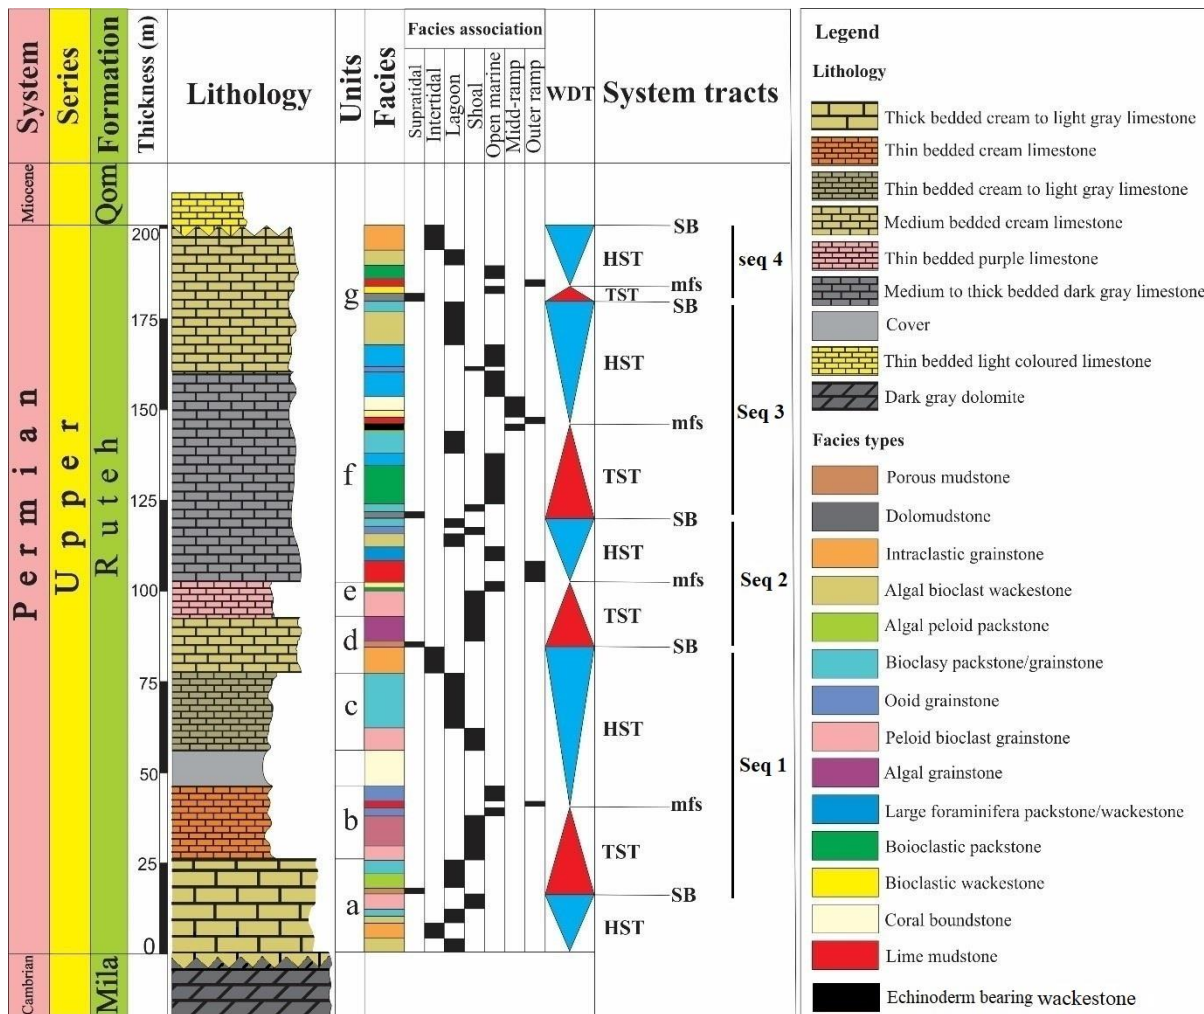 System
Series
Formation
Thickness (m)
Lithology
Units
Facies
Facies association
Supratidal
Intertidal
Lagoon
Shoal
Open marine
Midd-ramp
Outer ramp
WDT
System tracts
Miocene
Qom
Permian
Upper
Ruteh
Cambrian
Mila
200
175
150
125
100
75
50
25
0
g
f
e
d
c
b
a
SB
HST
mfs
TST
SB
HST
mfs
TST
SB
HST
mfs
TST
SB
HST
mfs
TST
SB
HST
seq 4
Seq 3
Seq 2
Seq 1
Legend
Lithology
Thick bedded cream to light gray limestone
Thin bedded cream limestone
Thin bedded cream to light gray limestone
Medium bedded cream limestone
Thin bedded purple limestone
Medium to thick bedded dark gray limestone
Cover
Thin bedded light coloured limestone
Dark gray dolomite
Facies types
Porous mudstone
Dolomudstone
Intraclastic grainstone
Algal bioclast wackestone
Algal peloid packstone
Bioclasy packstone/grainstone
Ooid grainstone
Peloid bioclast grainstone
Algal grainstone
Large foraminifera packstone/wackestone
Boioclastic packstone
Bioclastic wackestone
Coral boundstone
Lime mudstone
Echinoderm bearing wackestone